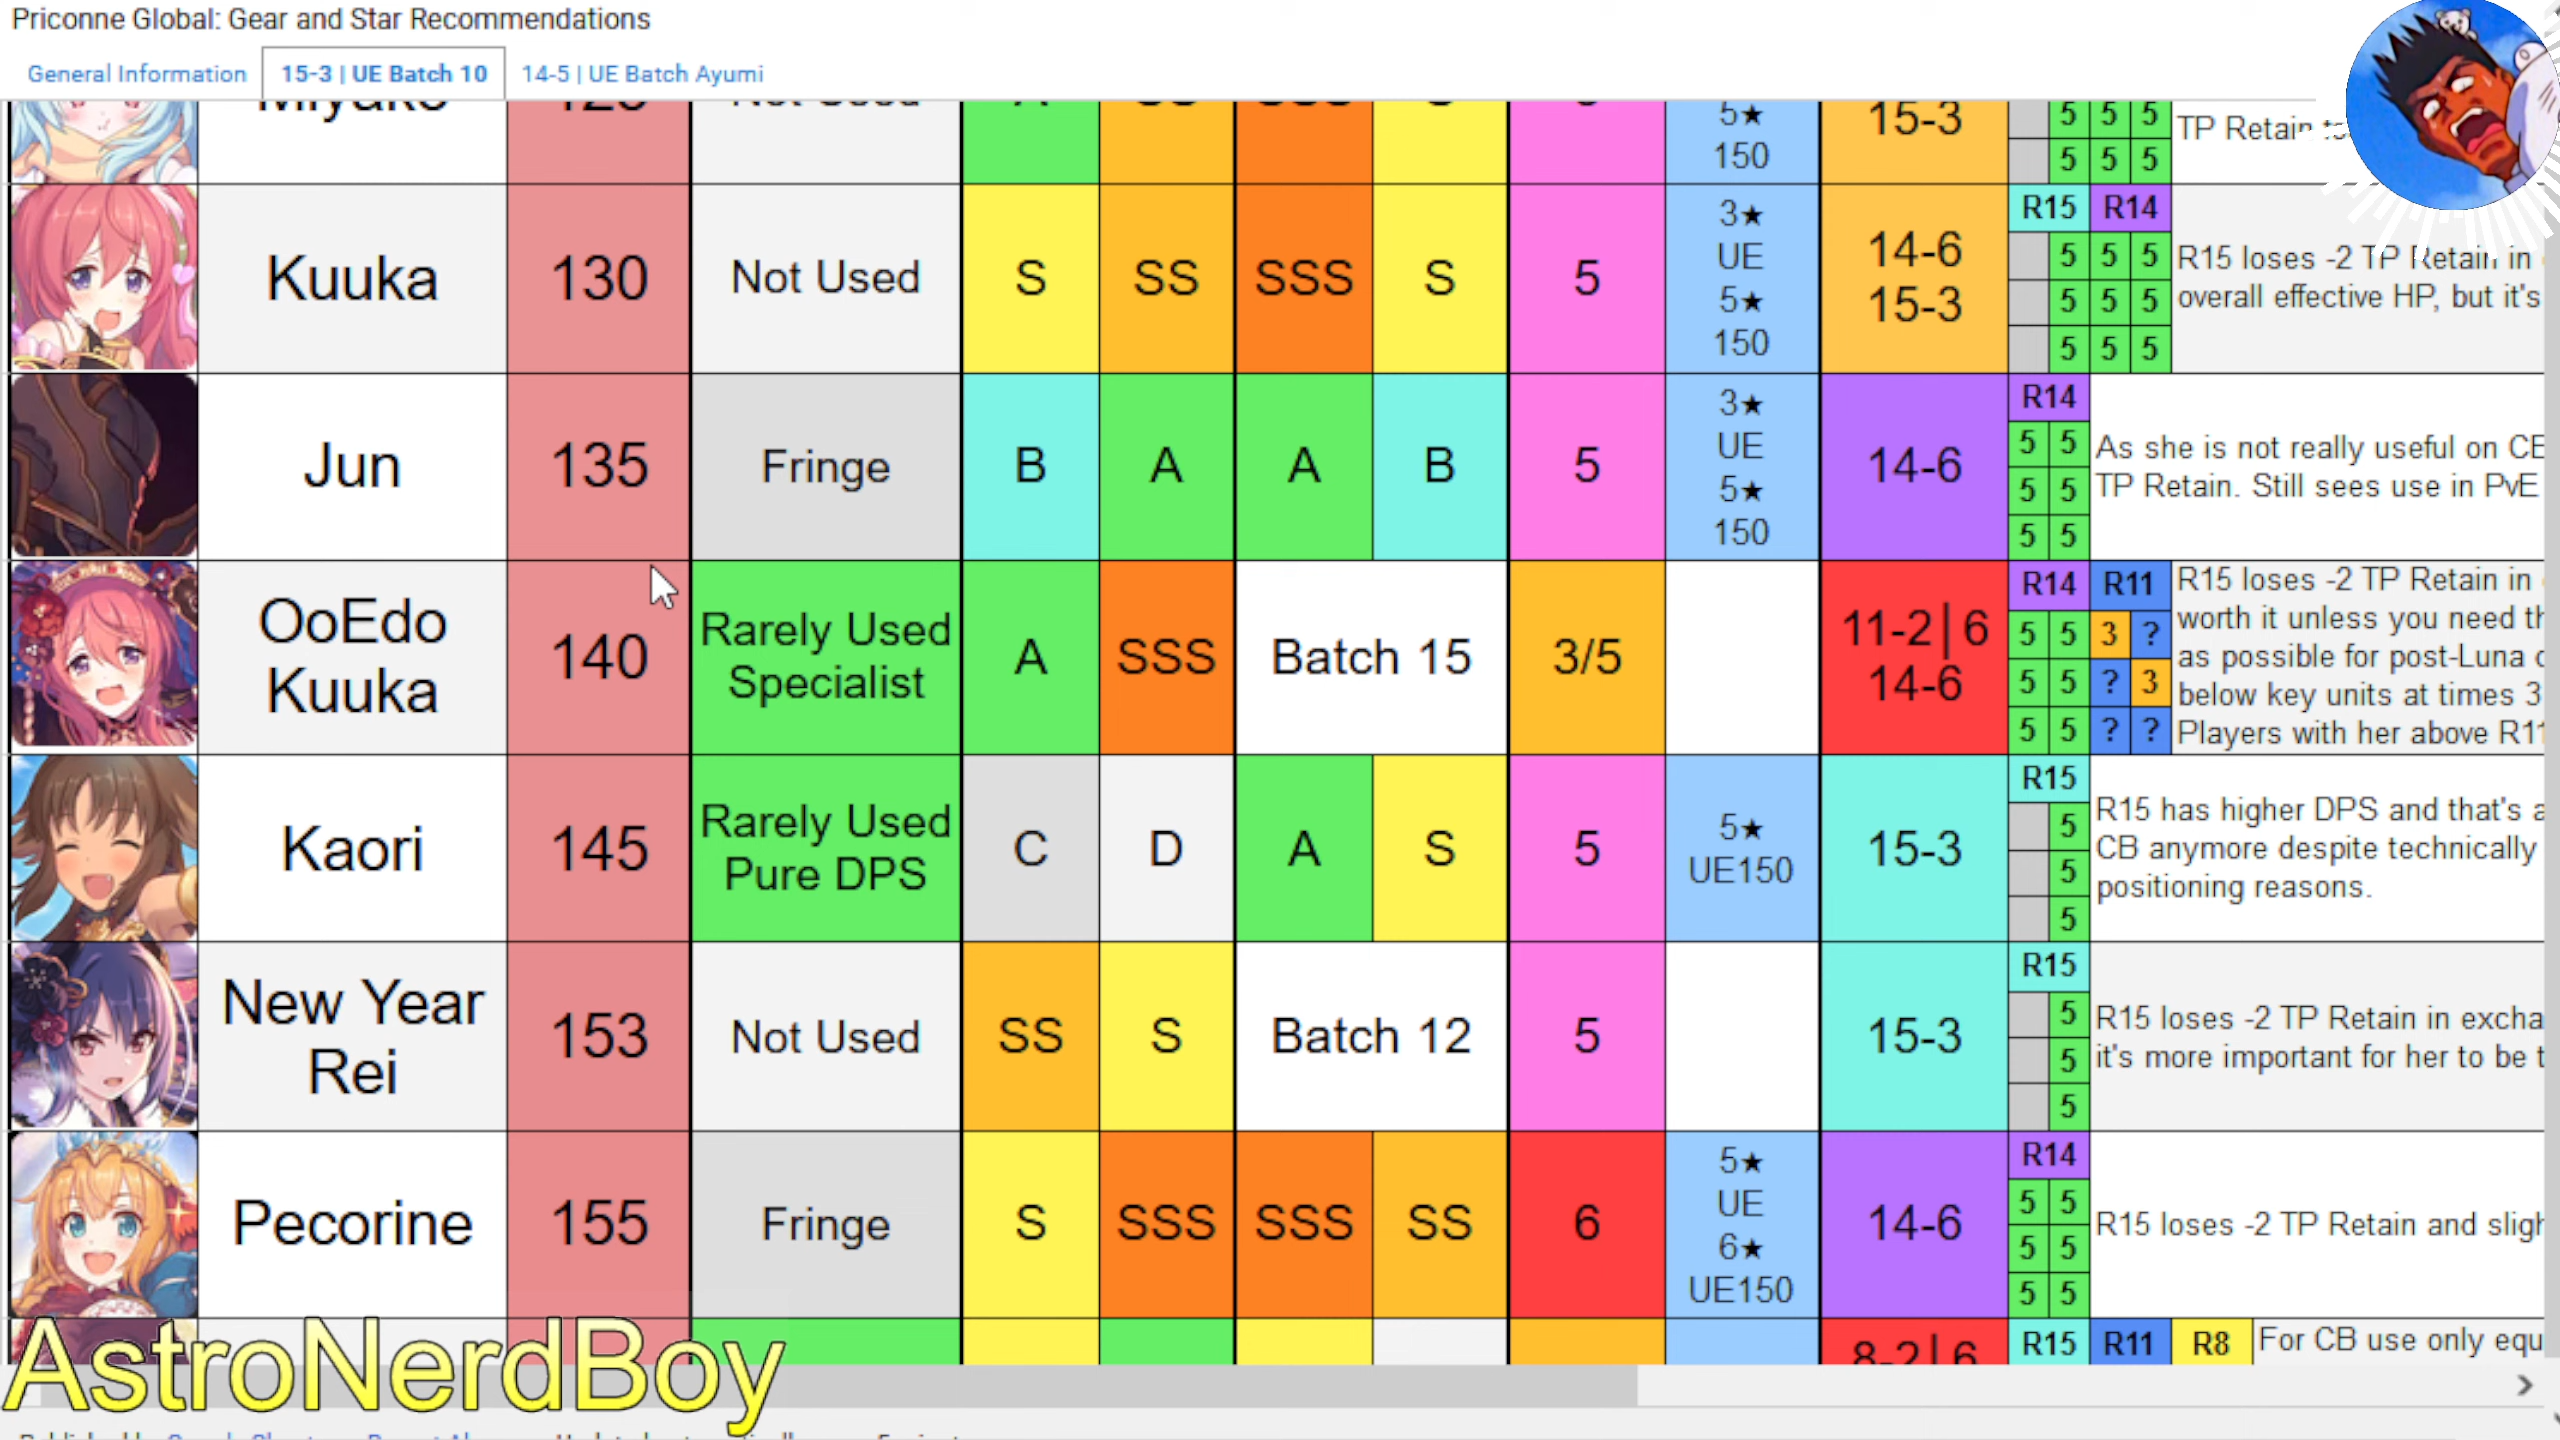 Priconne Global: Gear and Star Recommendations
General Information
15-3 | UE Batch 10
14-5 | UE Batch Ayumi
Miyako
5★
150
15-3
5 5 5
5 5 5
TP Retain
Kuuka
130
Not Used
S
SS
SSS
S
5
3★
UE
5★
150
14-6
15-3
R15 R14
5 5 5
5 5 5
5 5 5
R15 loses -2 TP Retain in
overall effective HP, but it's
Jun
135
Fringe
B
A
A
B
5
3★
UE
5★
150
14-6
R14
5 5
5 5
5 5
As she is not really useful on CB
TP Retain. Still sees use in PvE
OoEdo
Kuuka
140
Rarely Used
Specialist
A
SSS
Batch 15
3/5
11-2|6
14-6
R14 R11
5 5 3 ?
5 5 ? 3
5 5 ? ?
R15 loses -2 TP Retain in
worth it unless you need
as possible for post-Luna
below key units at times 3
Players with her above R11
Kaori
145
Rarely Used
Pure DPS
C
D
A
S
5
5★
UE150
15-3
R15
5
5
5
R15 has higher DPS and that's
CB anymore despite technically
positioning reasons.
New Year
Rei
153
Not Used
SS
S
Batch 12
5
15-3
R15
5
5
5
R15 loses -2 TP Retain in
it's more important for her to be
Pecorine
155
Fringe
S
SSS
SSS
SS
6
5★
UE
6★
UE150
14-6
R14
5 5
5 5
5 5
R15 loses -2 TP Retain and
8-2|6
R15 R11 R8
For CB use only
AstroNerdBoy